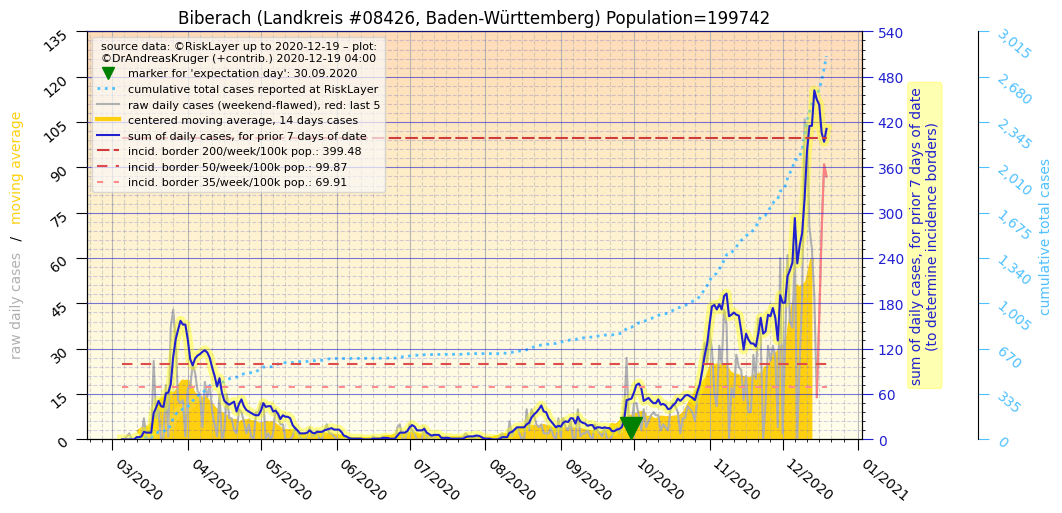 Biberach (Landkreis #08426, Baden-Württemberg) Population=199742
source data: ©RiskLayer up to 2020-12-19 – plot:
©DrAndreasKruger (+contrib.) 2020-12-19 04:00
marker for 'expectation day': 30.09.2020
cumulative total cases reported at RiskLayer
raw daily cases (weekend-flawed), red: last 5
centered moving average, 14 days cases
sum of daily cases, for prior 7 days of date
incid. border 200/week/100k pop.: 399.48
incid. border 50/week/100k pop.: 99.87
incid. border 35/week/100k pop.: 69.91
raw daily cases / moving average
135
120
105
90
75
60
45
30
15
0
03/2020
04/2020
05/2020
06/2020
07/2020
08/2020
09/2020
10/2020
11/2020
12/2020
01/2021
540
480
420
360
300
240
180
120
60
0
sum of daily cases, for prior 7 days of date
(to determine incidence borders)
3,015
2,680
2,345
2,010
1,675
1,340
1,005
670
335
0
cumulative total cases